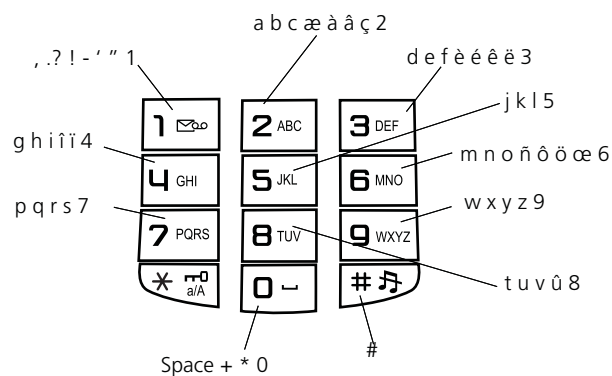 a b c æ à â ç 2
, .? ! - ‘ ” 1
d e f è é ê ë 3
j k l 5
1
2 ABC
3 DEF
g h i î ï 4
m n o ñ ô ö œ 6
4 GHI
5 JKL
6 MNO
p q r s 7
w x y z 9
7 PQRS
8 TUV
9 WXYZ
* a/A
0
#
t u v û 8
#
Space + * 0